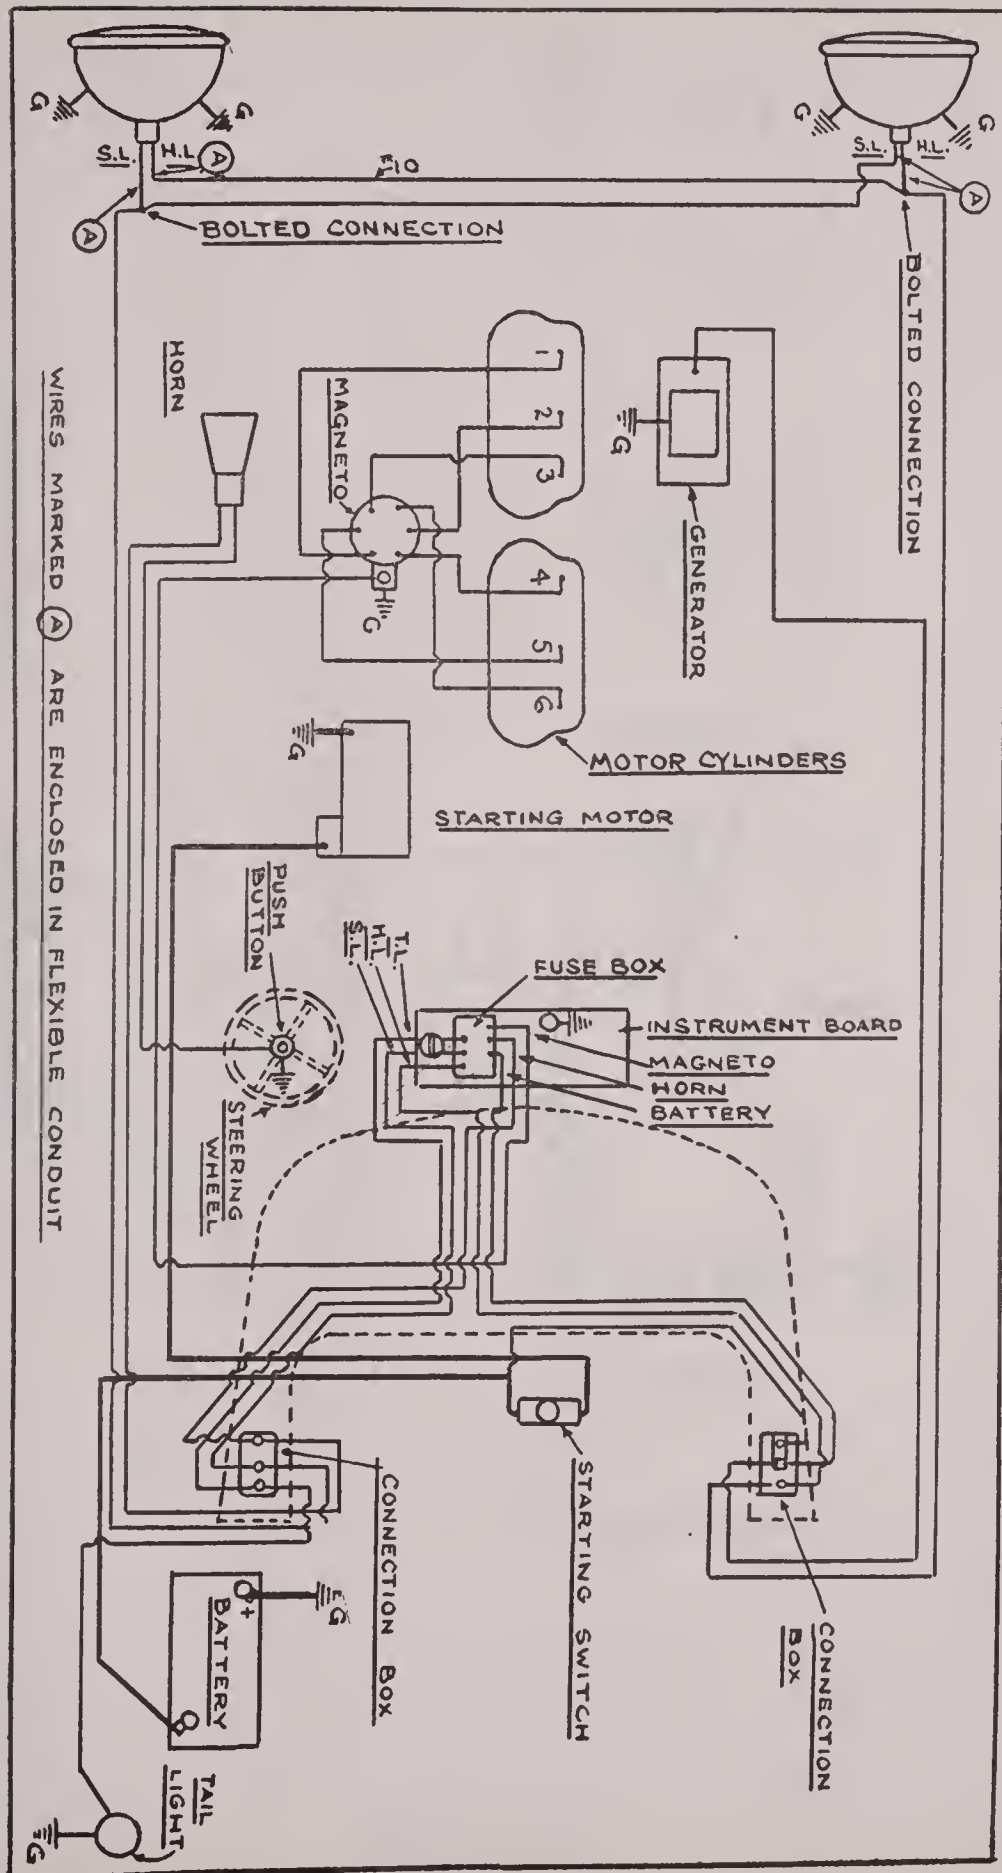 G
G
S.L.
H.L.
A
A
№10
BOLTED CONNECTION
G
G
S.L.
H.L.
A
BOLTED CONNECTION
HORN
MAGNETO
1
2
3
G
GENERATOR
4
5
6
G
MOTOR CYLINDERS
G
STARTING MOTOR
PUSH
BUTTON
T.L.
H.L.
S.L.
FUSE BOX
INSTRUMENT BOARD
MAGNETO
HORN
BATTERY
STEERING
WHEEL
WIRES MARKED A ARE ENCLOSED IN FLEXIBLE CONDUIT
STARTING SWITCH
CONNECTION BOX
CONNECTION
BOX
+
G
BATTERY
TAIL
LIGHT
G